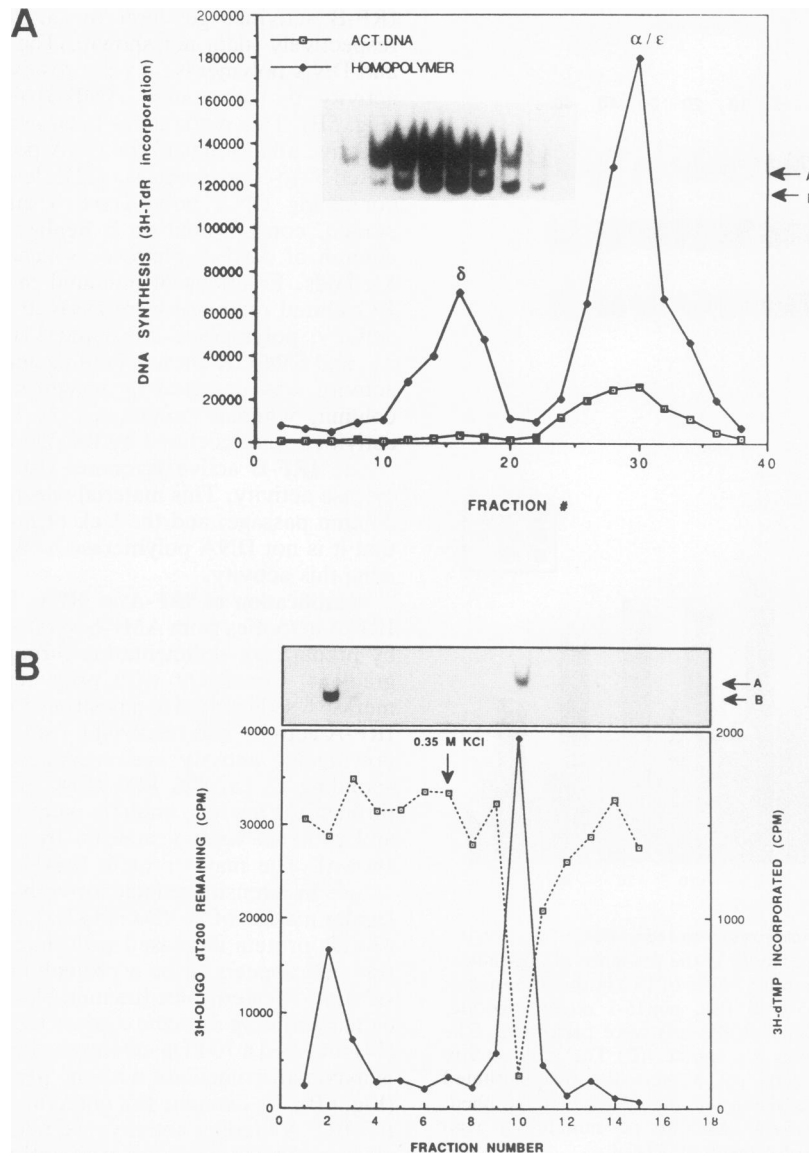 A
200000
180000
160000
140000
120000
100000
80000
60000
40000
20000
0
DNA SYNTHESIS (3H-TdR incorporation)
ACT.DNA
HOMOPOLYMER
α / ε
δ
0 10 20 30 40
FRACTION #
B
A
B
40000
30000
20000
10000
0
3H-OLIGO dT200 REMAINING (CPM)
0.35 M KCl
2000
1000
0
3H-dTMP INCORPORATED (CPM)
0 2 4 6 8 10 12 14 16 18
FRACTION NUMBER